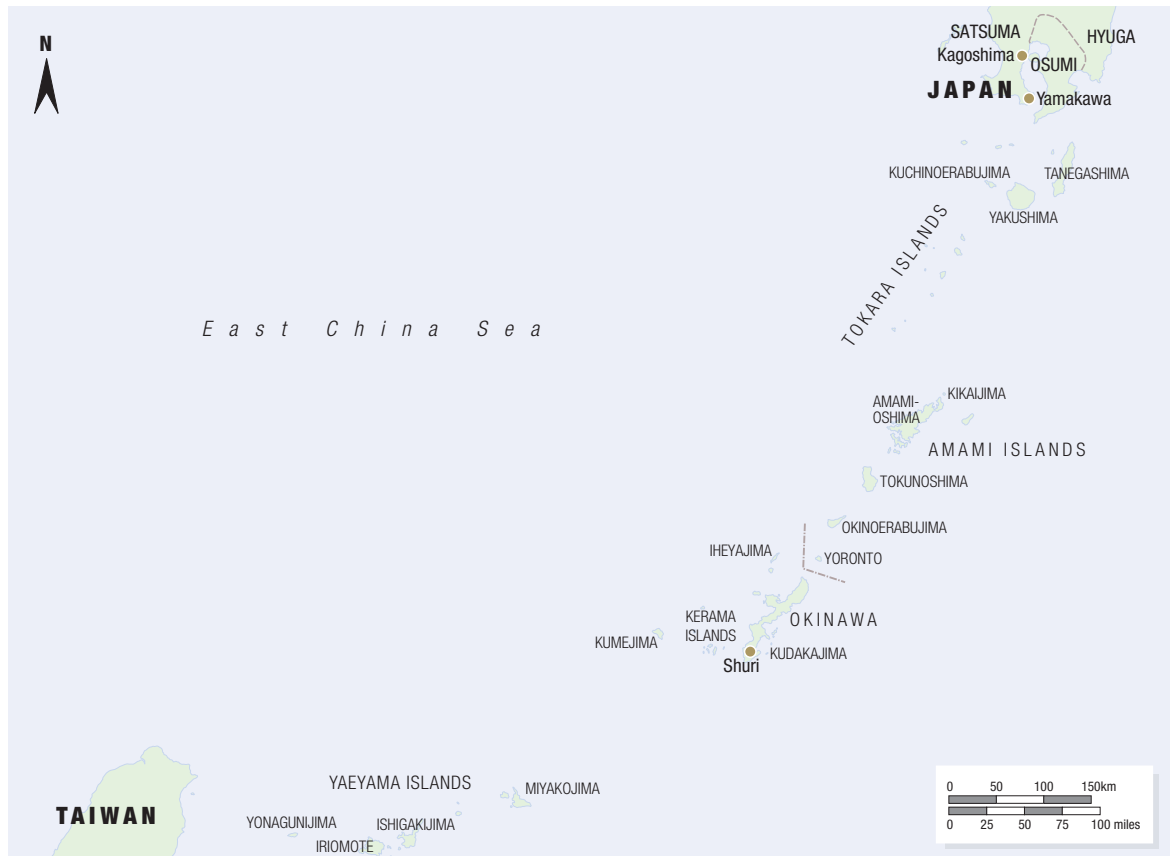 N
SATSUMA
HYUGA
Kagoshima
OSUMI
JAPAN
Yamakawa
KUCHINOERABUJIMA
TANEGASHIMA
YAKUSHIMA
TOKARA ISLANDS
East China Sea
KIKAIJIMA
AMAMI-
OSHIMA
AMAMI ISLANDS
TOKUNOSHIMA
OKINOERABUJIMA
IHEYAJIMA
YORONTO
KERAMA
ISLANDS
OKINAWA
KUMEJIMA
KUDAKAJIMA
Shuri
YAEYAMA ISLANDS
MIYAKOJIMA
TAIWAN
YONAGUNIJIMA
ISHIGAKIJIMA
IRIOMOTE
0 50 100 150km
0 25 50 75 100 miles